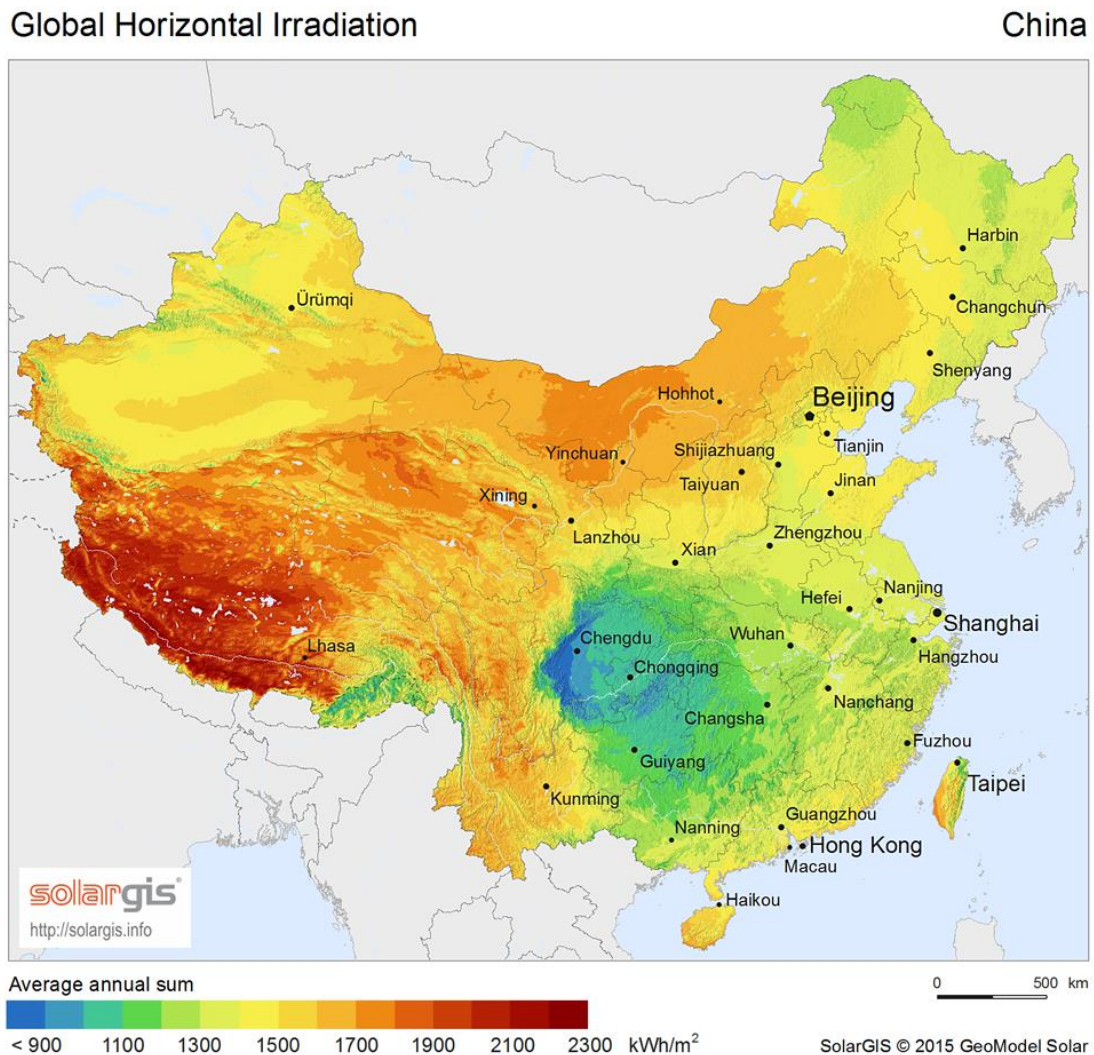 Global Horizontal Irradiation
China
Harbin
Ürümqi
Changchun
Shenyang
Hohhot
Beijing
Tianjin
Yinchuan
Shijiazhuang
Taiyuan
Jinan
Xining
Lanzhou
Zhengzhou
Xian
Nanjing
Hefei
Shanghai
Chengdu
Wuhan
Lhasa
Hangzhou
Chongqing
Nanchang
Changsha
Fuzhou
Guiyang
Taipei
Kunming
Guangzhou
Nanning
Hong Kong
Macau
solargis
Haikou
http://solargis.info
Average annual sum
0 500 km
< 900 1100 1300 1500 1700 1900 2100 2300 kWh/m²
SolarGIS © 2015 GeoModel Solar